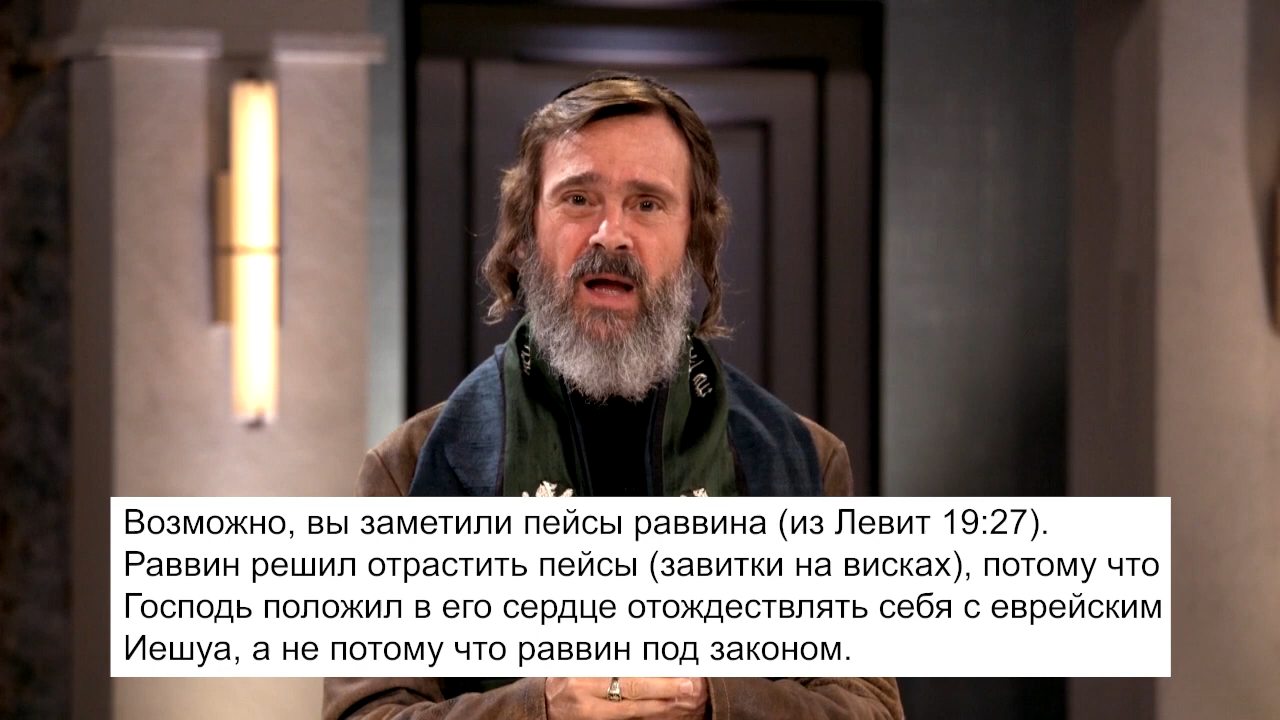 Возможно, вы заметили пейсы раввина (из Левит 19:27).
Раввин решил отрастить пейсы (завитки на висках), потому что
Господь положил в его сердце отождествлять себя с еврейским
Иешуа, а не потому что раввин под законом.